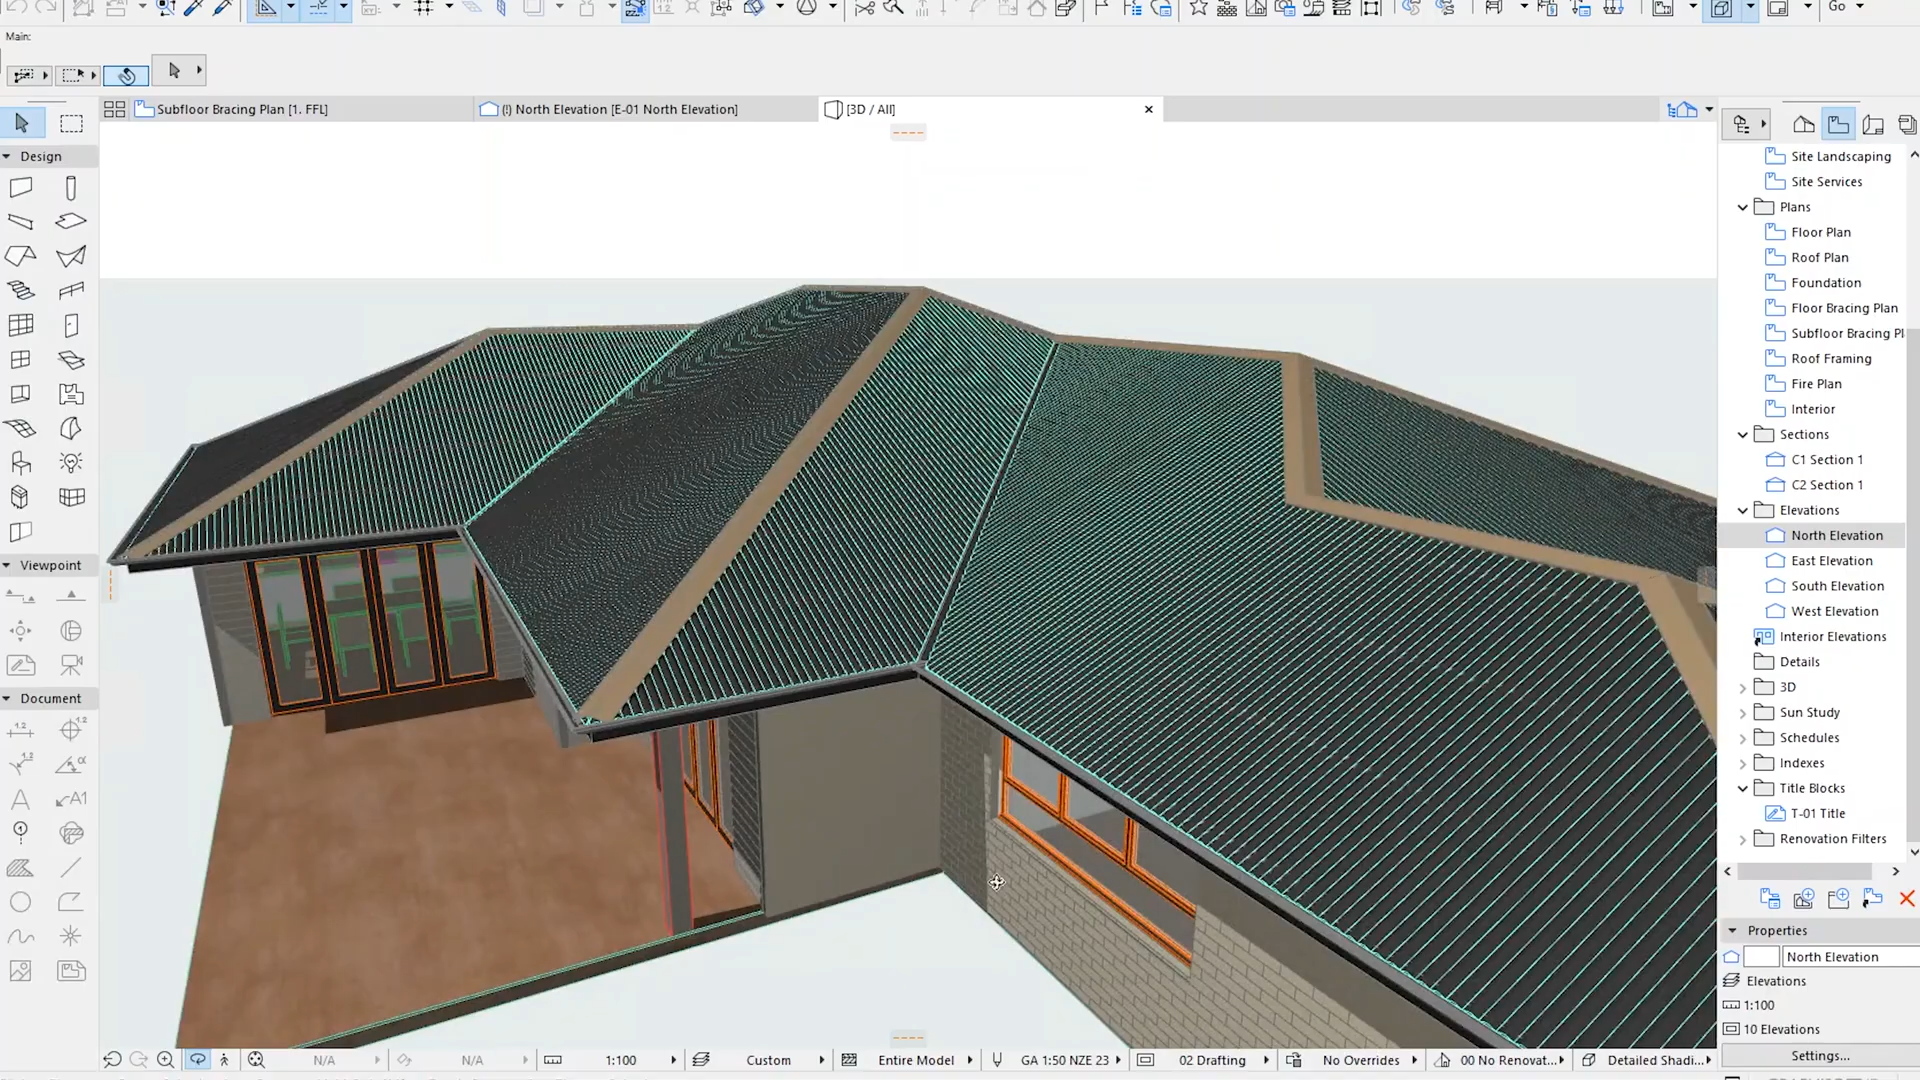 Main:
Subfloor Bracing Plan [1. FFL]
(!) North Elevation [E-01 North Elevation]
[3D / All]
Go
Design
Viewpoint
Document
Site Landscaping
Site Services
Plans
Floor Plan
Roof Plan
Foundation
Floor Bracing Plan
Subfloor Bracing Pl
Roof Framing
Fire Plan
Interior
Sections
C1 Section 1
C2 Section 1
Elevations
North Elevation
East Elevation
South Elevation
West Elevation
Interior Elevations
Details
3D
Sun Study
Schedules
Indexes
Title Blocks
T-01 Title
Renovation Filters
Properties
North Elevation
Elevations
1:100
10 Elevations
Settings...
N/A
N/A
1:100
Custom
Entire Model
GA 1:50 NZE 23
02 Drafting
No Overrides
00 No Renovat...
Detailed Shadi...